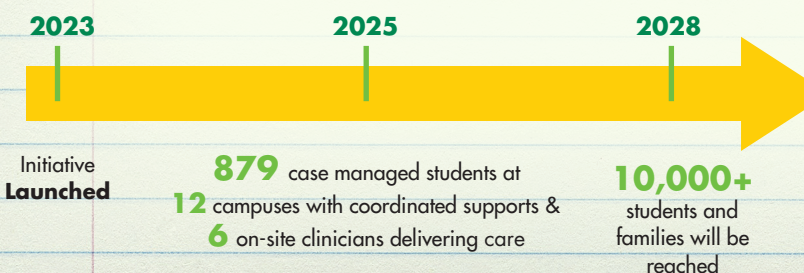 2023
2025
2028
Initiative
Launched
879 case managed students at
12 campuses with coordinated supports &
6 on-site clinicians delivering care
10,000+
students and
families will be
reached